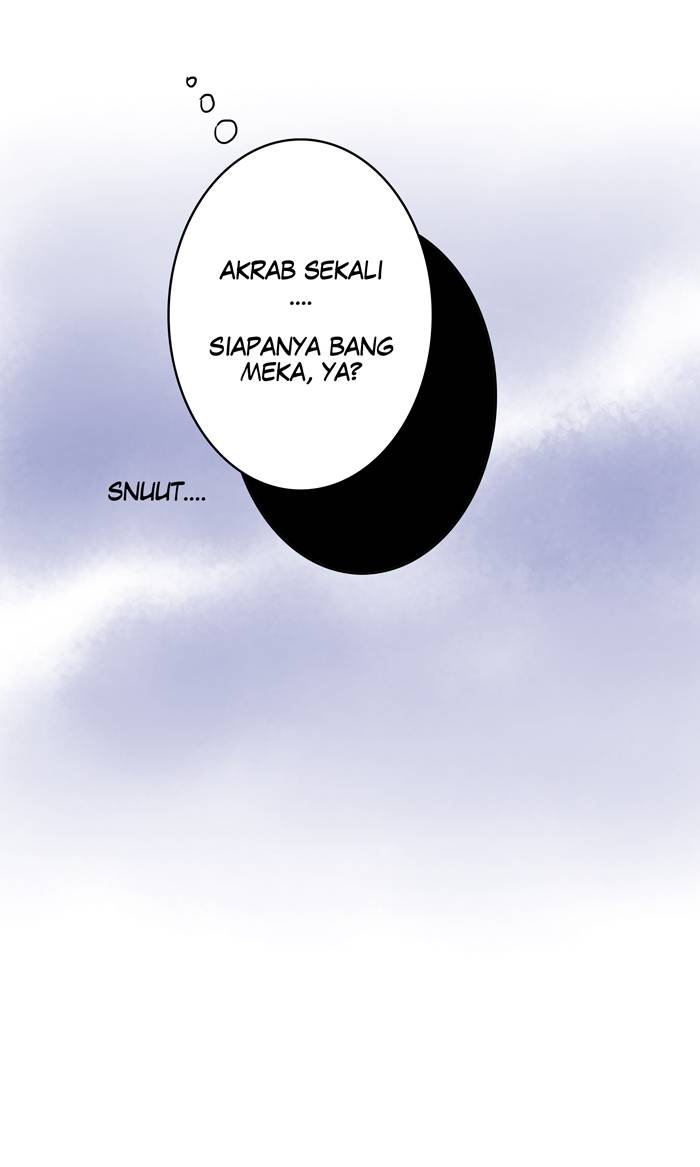 AKRAB SEKALI
....
SIAPANYA BANG
MEKA, YA?
SNUUT....